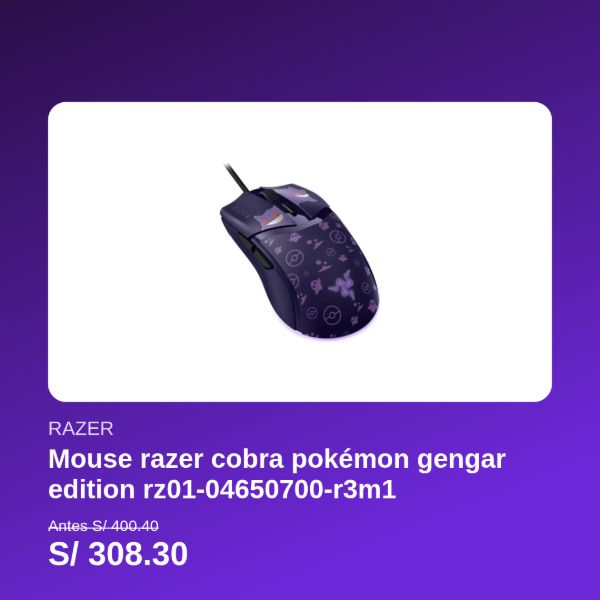 RAZER
Mouse razer cobra pokémon gengar
edition rz01-04650700-r3m1
Antes S/ 400.40
S/ 308.30